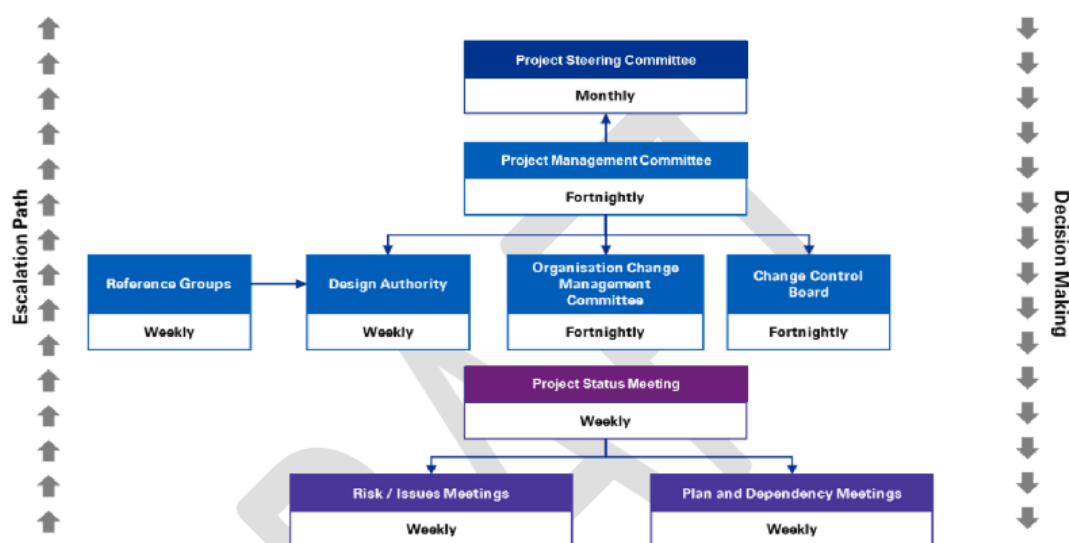 Project Steering Committee
Monthly
Project Management Committee
Fortnightly
Escalation Path
Decision Making
Reference Groups
Weekly
Design Authority
Weekly
Organisation Change
Management
Committee
Fortnightly
Change Control
Board
Fortnightly
Project Status Meeting
Weekly
Risk / Issues Meetings
Weekly
Plan and Dependency Meetings
Weekly